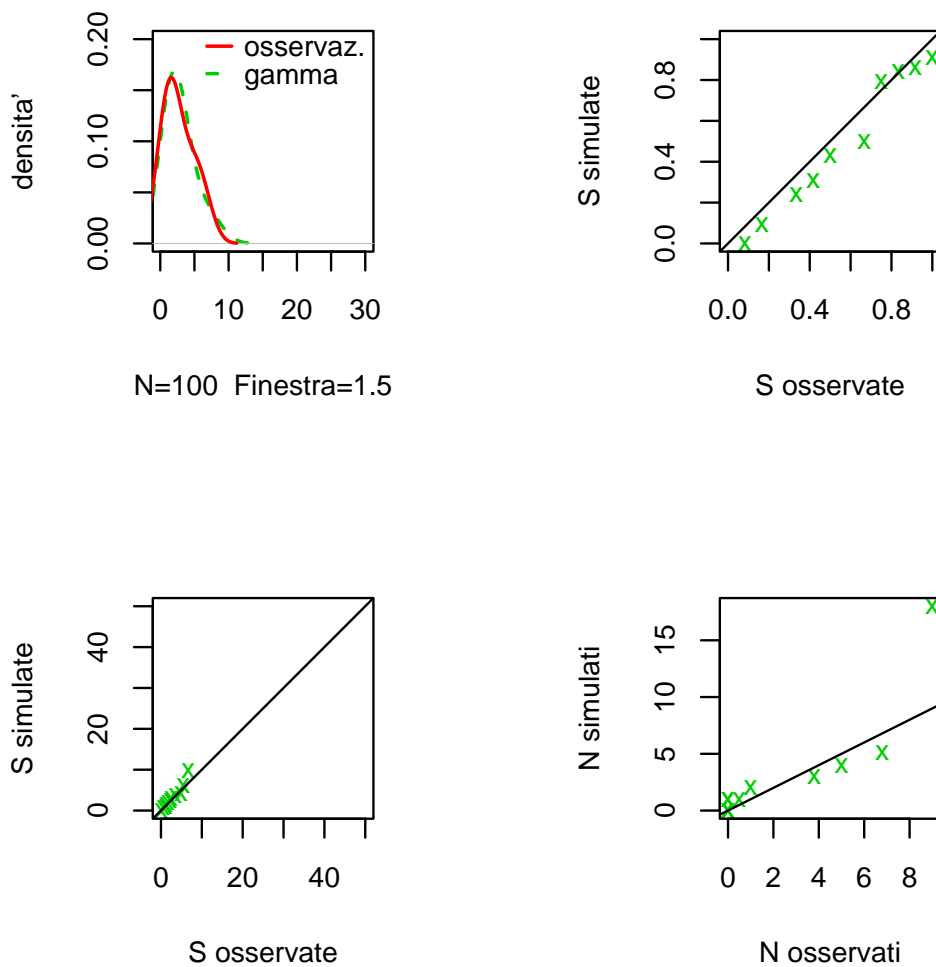 densita’
0.00
0.10
0.20
osservaz.
gamma
0
10
20
30
N=100 Finestra=1.5
S simulate
0.0
0.4
0.8
0.0
0.4
0.8
S osservate
S simulate
0
20
40
0
20
40
S osservate
N simulati
0
5
10
15
0
2
4
6
8
N osservati